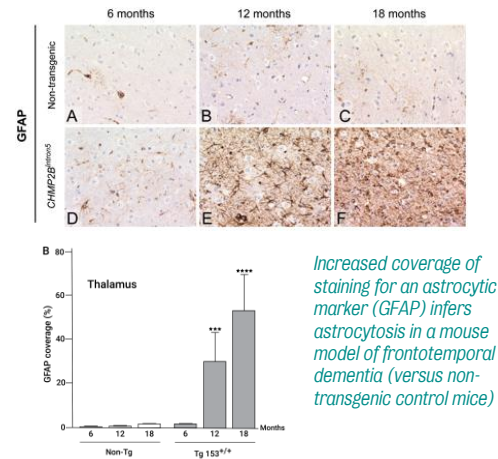 6 months 12 months 18 months
GFAP
Non-transgenic
A B C
CHMP2Bintron5
D E F
B
80
Thalamus
60
40
20
0
GFAP coverage (%)
*** ****
6 12 18 6 12 18 Months
Non-Tg Tg 153+/+
Increased coverage of
staining for an astrocytic
marker (GFAP) infers
astrocytosis in a mouse
model of frontotemporal
dementia (versus non-
transgenic control mice)